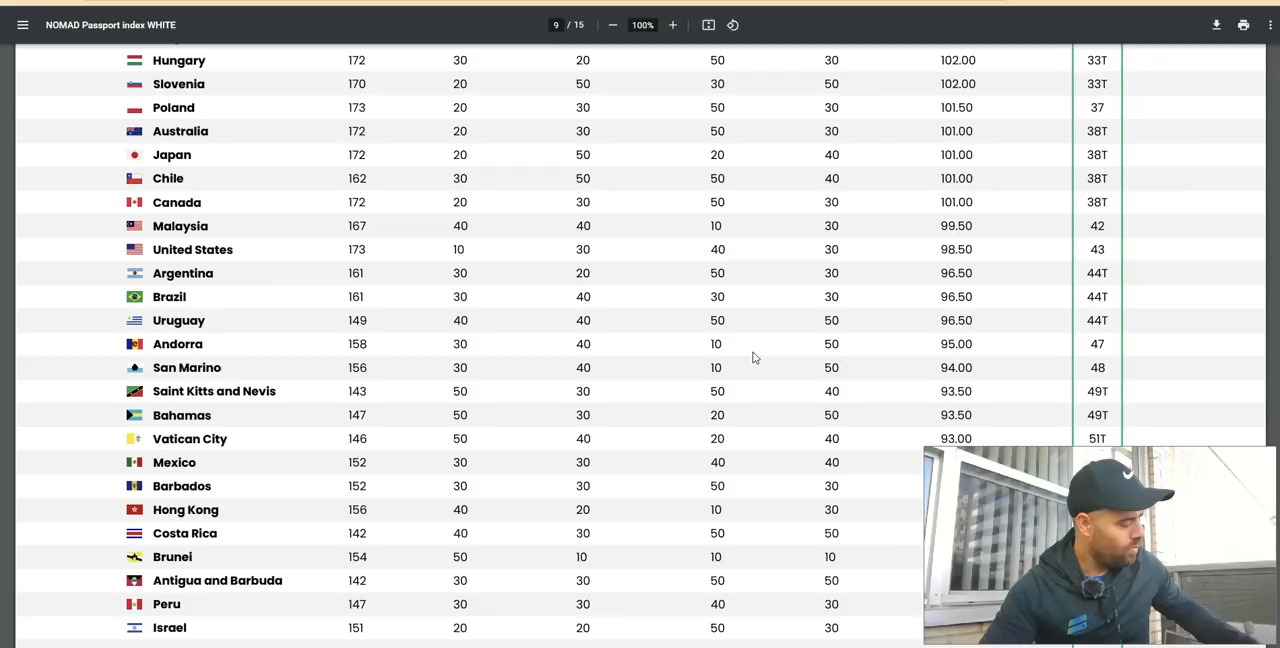 NOMAD Passport index WHITE 9 / 15 100%
Hungary 172 30 20 50 30 102.00 33T
Slovenia 170 20 50 30 50 102.00 33T
Poland 173 20 30 50 30 101.50 37
Australia 172 20 30 50 30 101.00 38T
Japan 172 20 50 20 40 101.00 38T
Chile 162 30 50 50 40 101.00 38T
Canada 172 20 30 50 30 101.00 38T
Malaysia 167 40 40 10 30 99.50 42
United States 173 10 30 40 30 98.50 43
Argentina 161 30 20 50 30 96.50 44T
Brazil 161 30 40 30 30 96.50 44T
Uruguay 149 40 40 50 50 96.50 44T
Andorra 158 30 40 10 50 95.00 47
San Marino 156 30 40 10 50 94.00 48
Saint Kitts and Nevis 143 50 30 50 40 93.50 49T
Bahamas 147 50 30 20 50 93.50 49T
Vatican City 146 50 40 20 40 93.00 51T
Mexico 152 30 30 40 40
Barbados 152 30 30 50 30
Hong Kong 156 40 20 10 30
Costa Rica 142 40 30 50 50
Brunei 154 50 10 10 10
Antigua and Barbuda 142 30 30 50 50
Peru 147 30 30 40 30
Israel 151 20 20 50 30